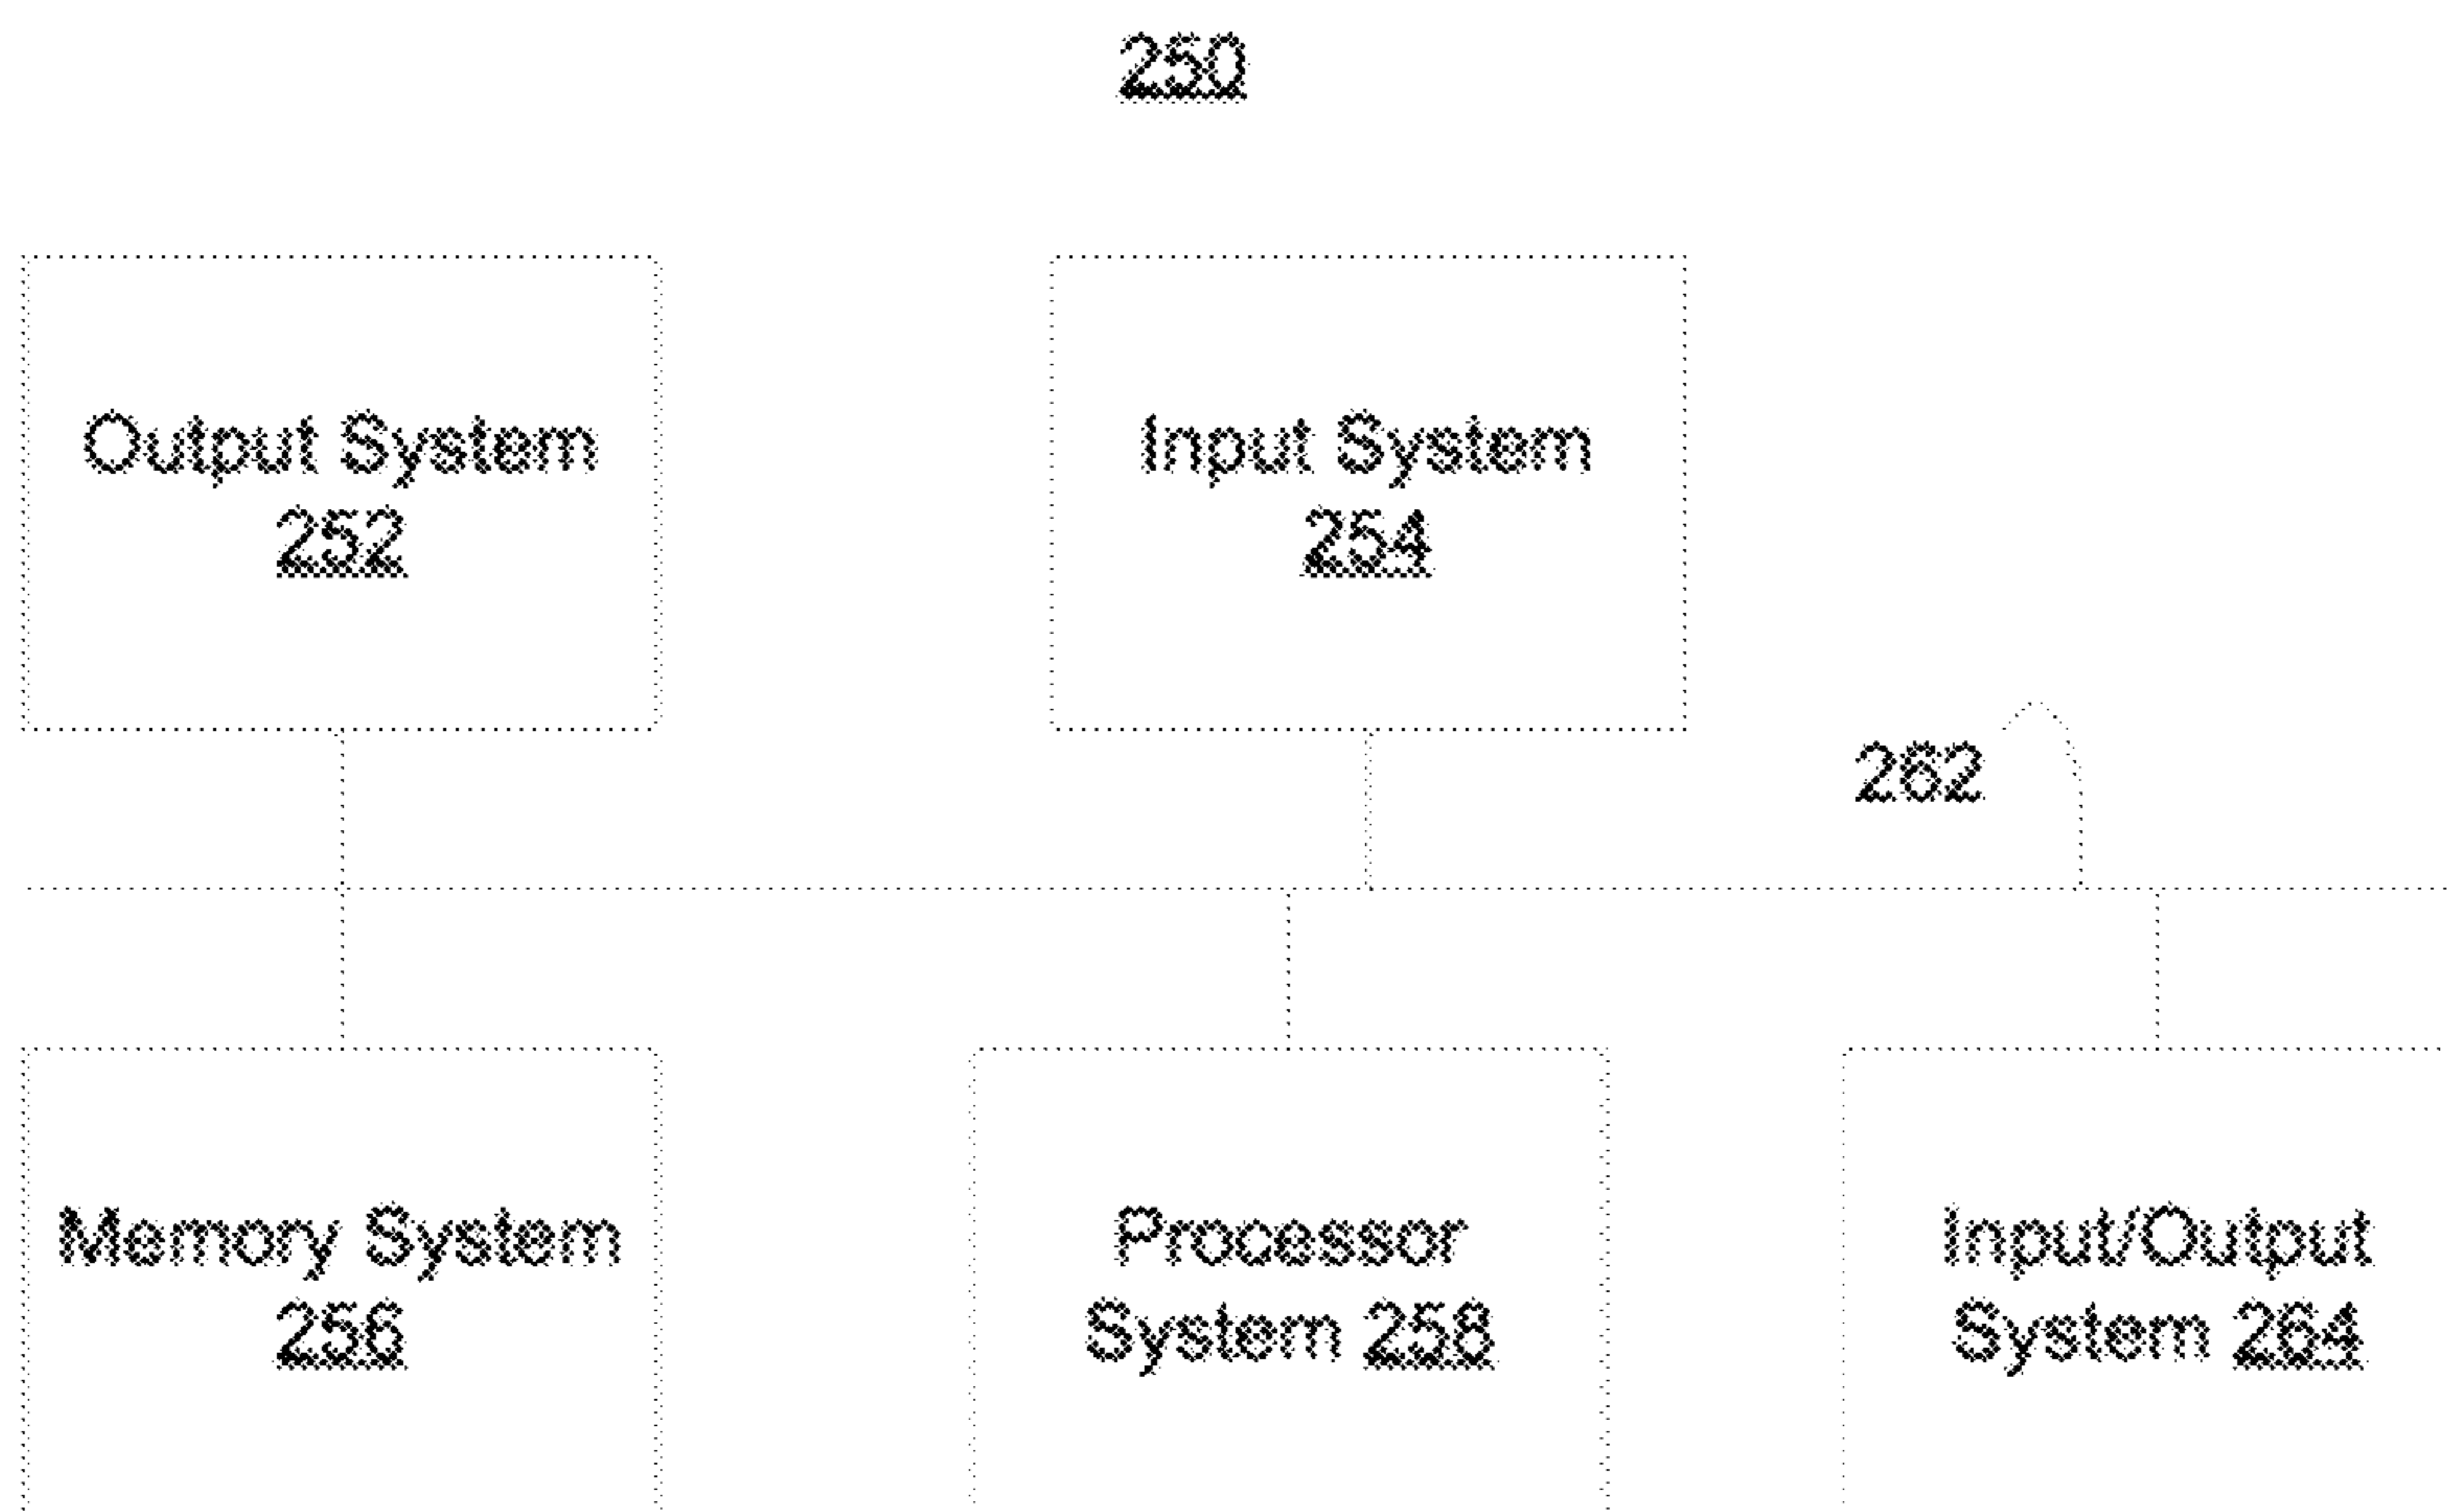 250
Output System
252
Input System
254
262
Memory System
256
Processor
System 258
Input/Output
System 264